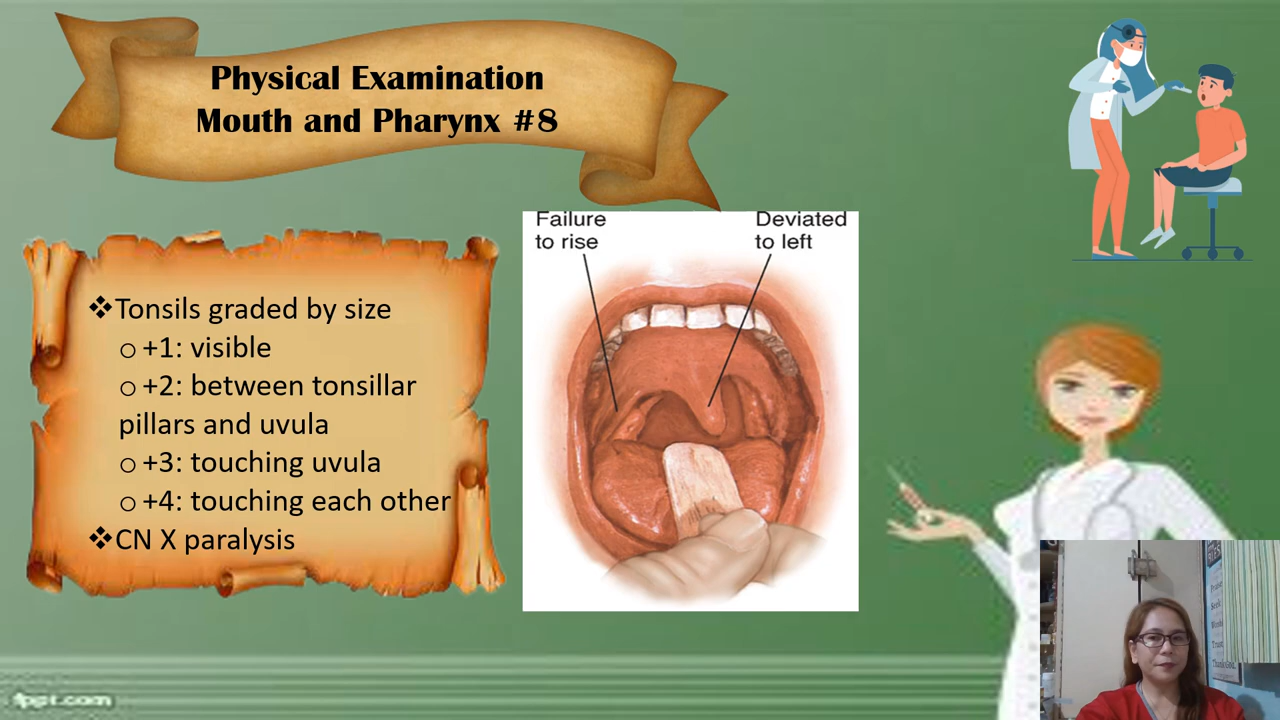 Physical Examination
Mouth and Pharynx #8
Failure
to rise
Deviated
to left
❖Tonsils graded by size
o +1: visible
o +2: between tonsillar
pillars and uvula
o +3: touching uvula
o +4: touching each other
❖CN X paralysis
fppt.com